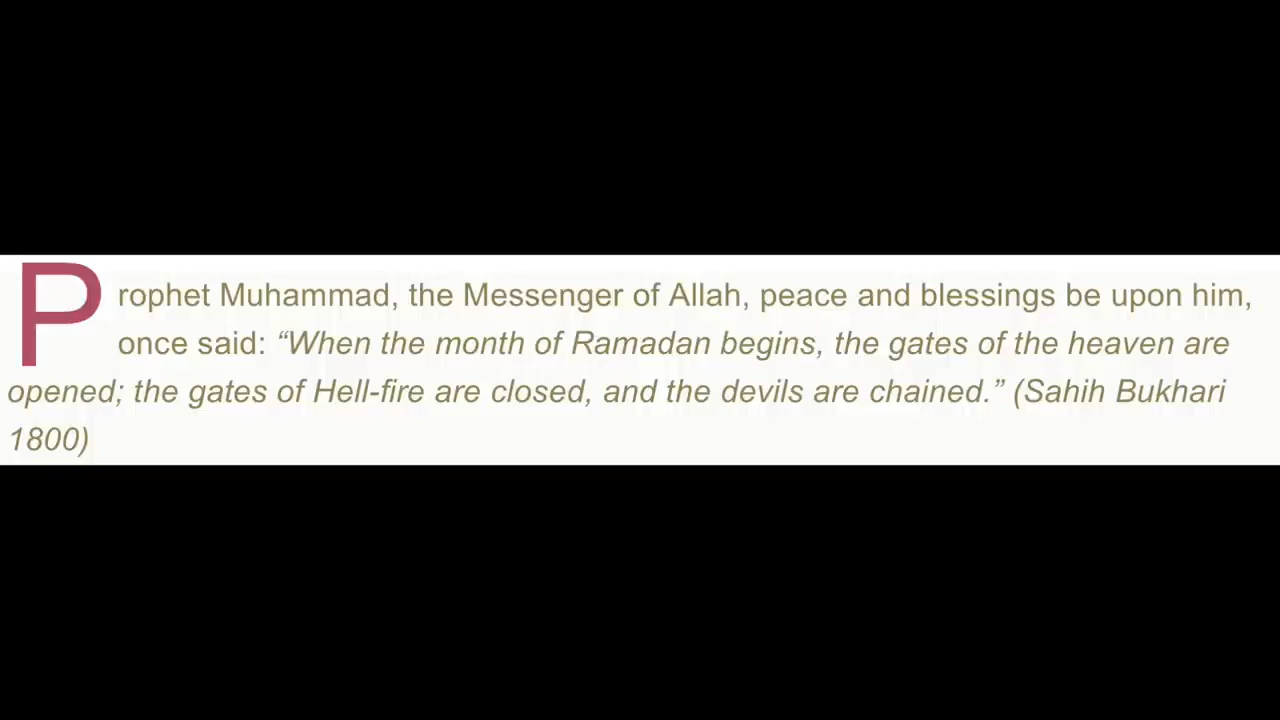 Prophet Muhammad, the Messenger of Allah, peace and blessings be upon him,
once said: “When the month of Ramadan begins, the gates of the heaven are
opened; the gates of Hell-fire are closed, and the devils are chained.” (Sahih Bukhari
1800)